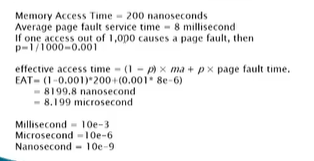 Memory Access Time = 200 nanoseconds
Average page fault service time = 8 millisecond
If one access out of 1,000 causes a page fault, then
p=1/1000=0.001
effective access time = (1 - p) × ma + p × page fault time.
EAT= (1-0.001)*200+(0.001* 8e-6)
= 8199.8 nanosecond
= 8.199 microsecond
Millisecond = 10e-3
Microsecond =10e-6
Nanosecond = 10e-9